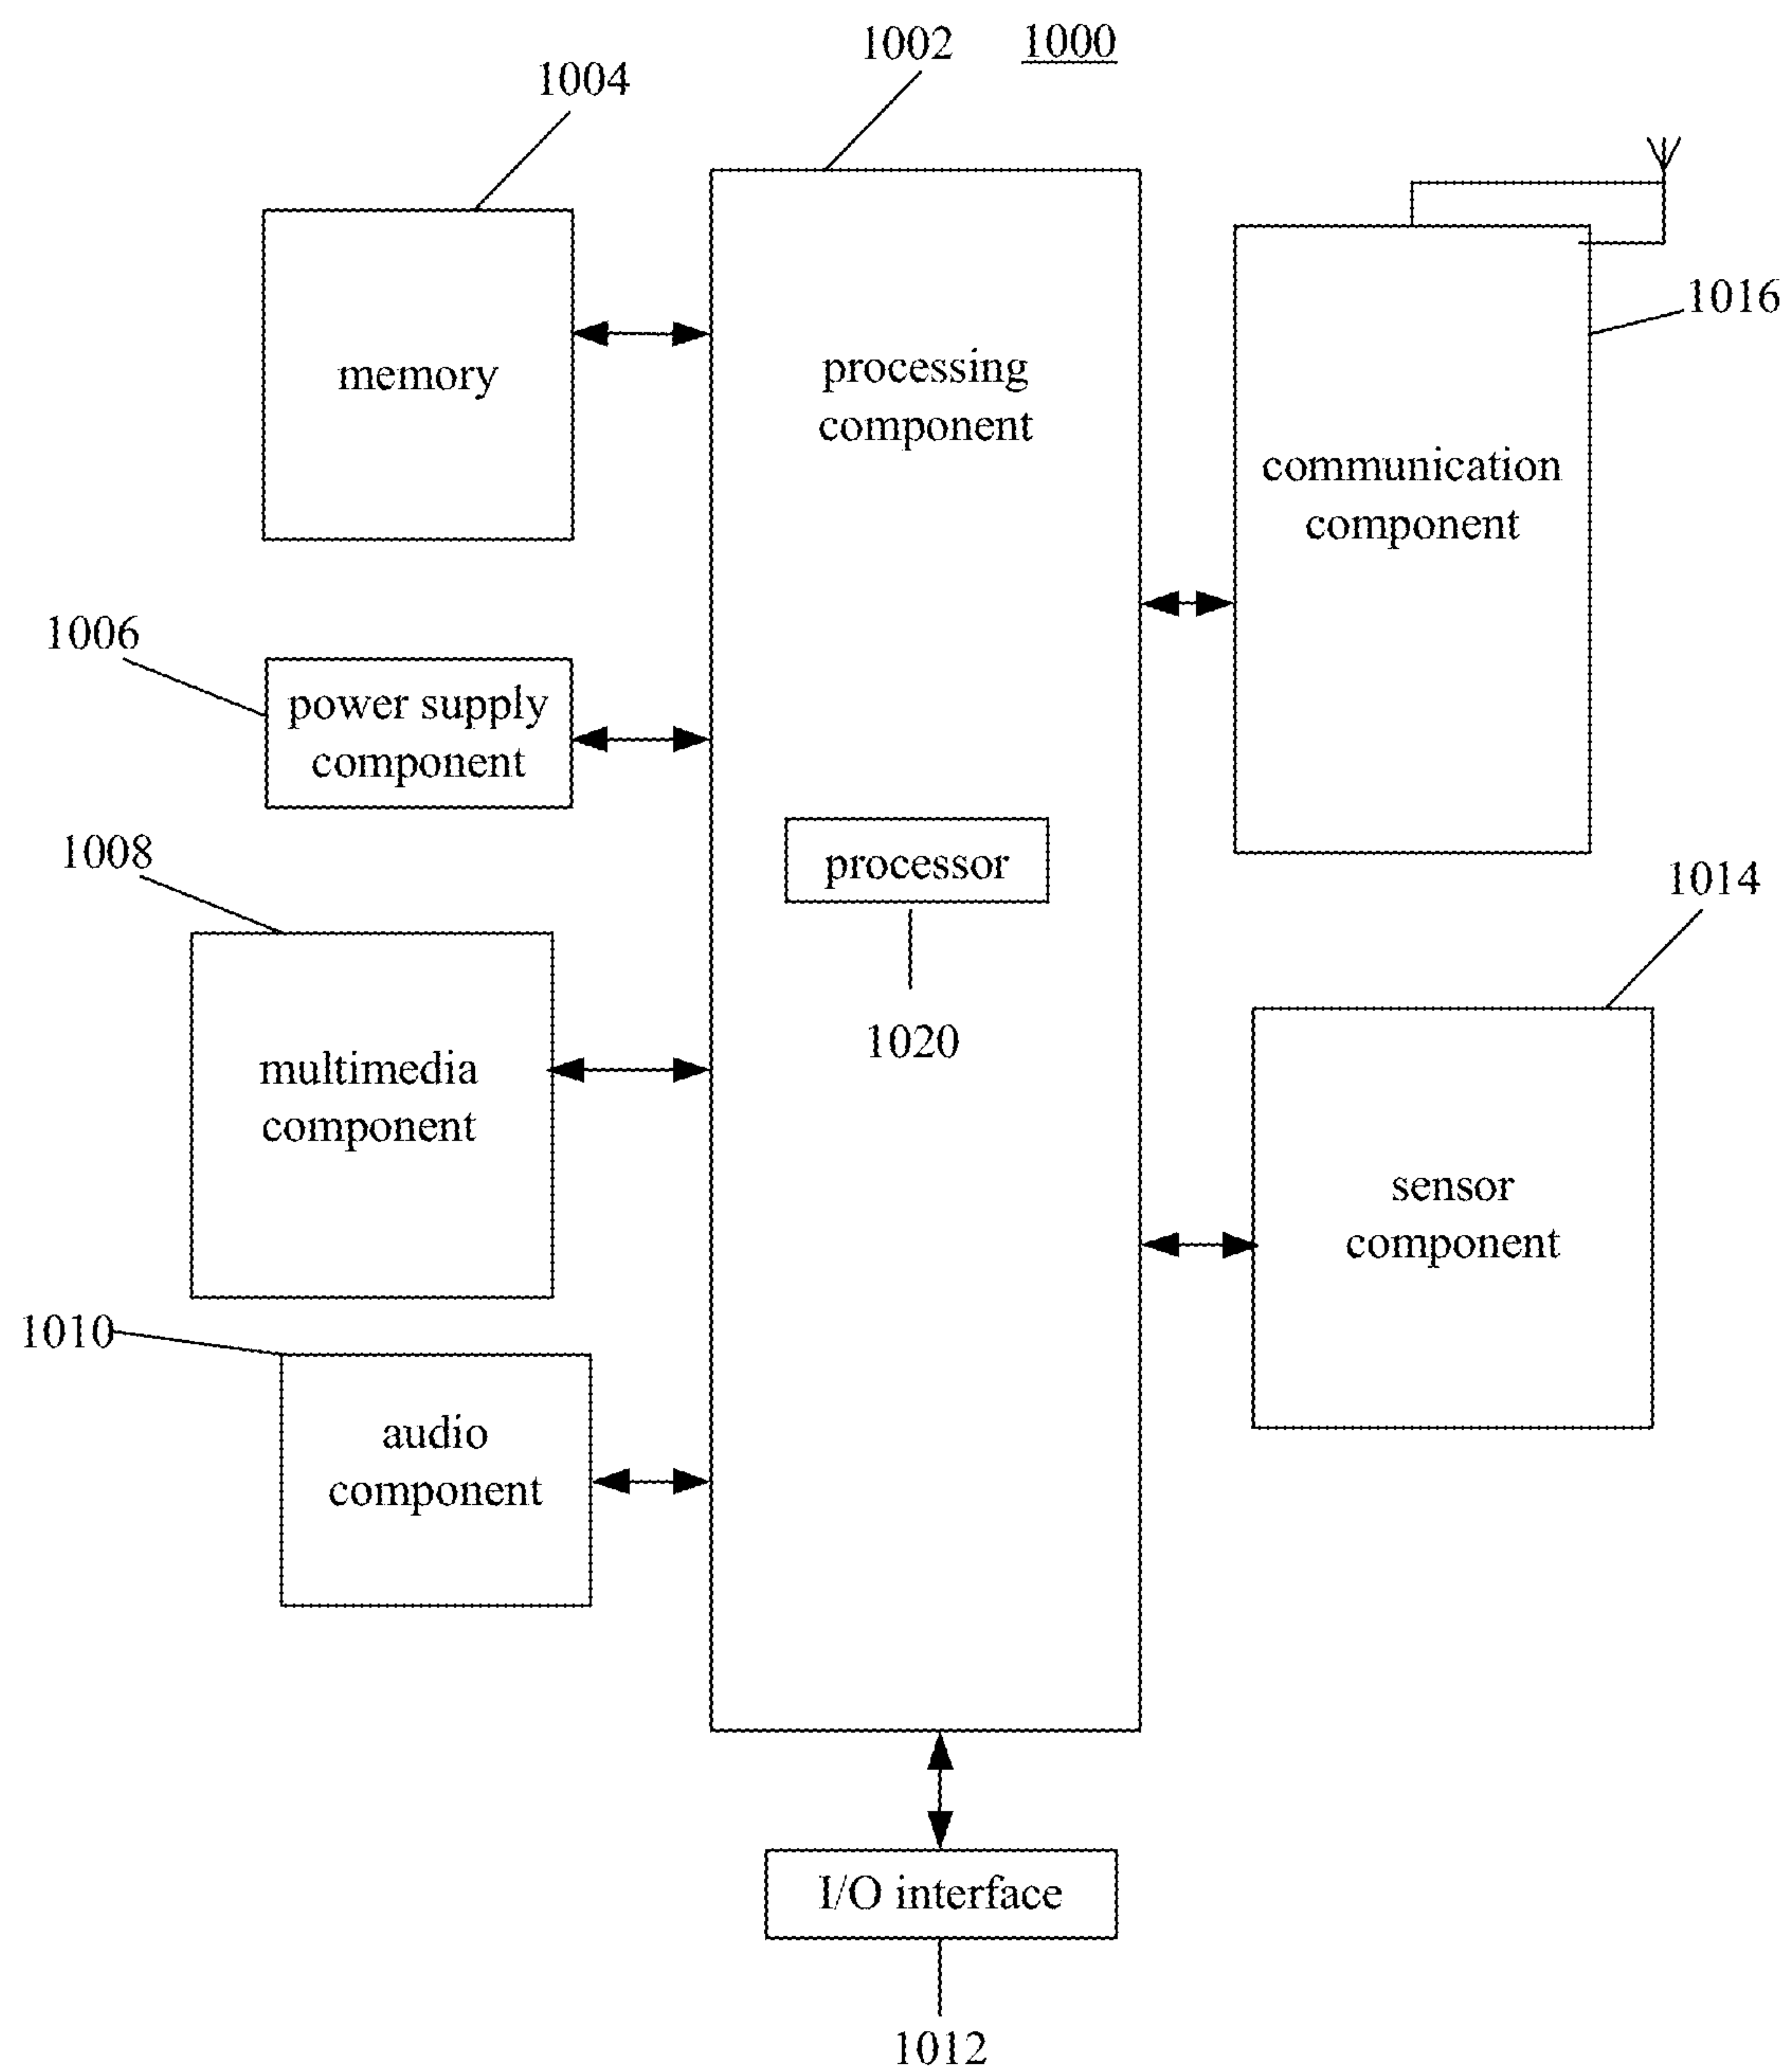 1002
1000
1004
1016
memory
processing
component
communication
component
1006
power supply
component
1008
processor
1014
1020
multimedia
component
sensor
component
1010
audio
component
I/O interface
1012